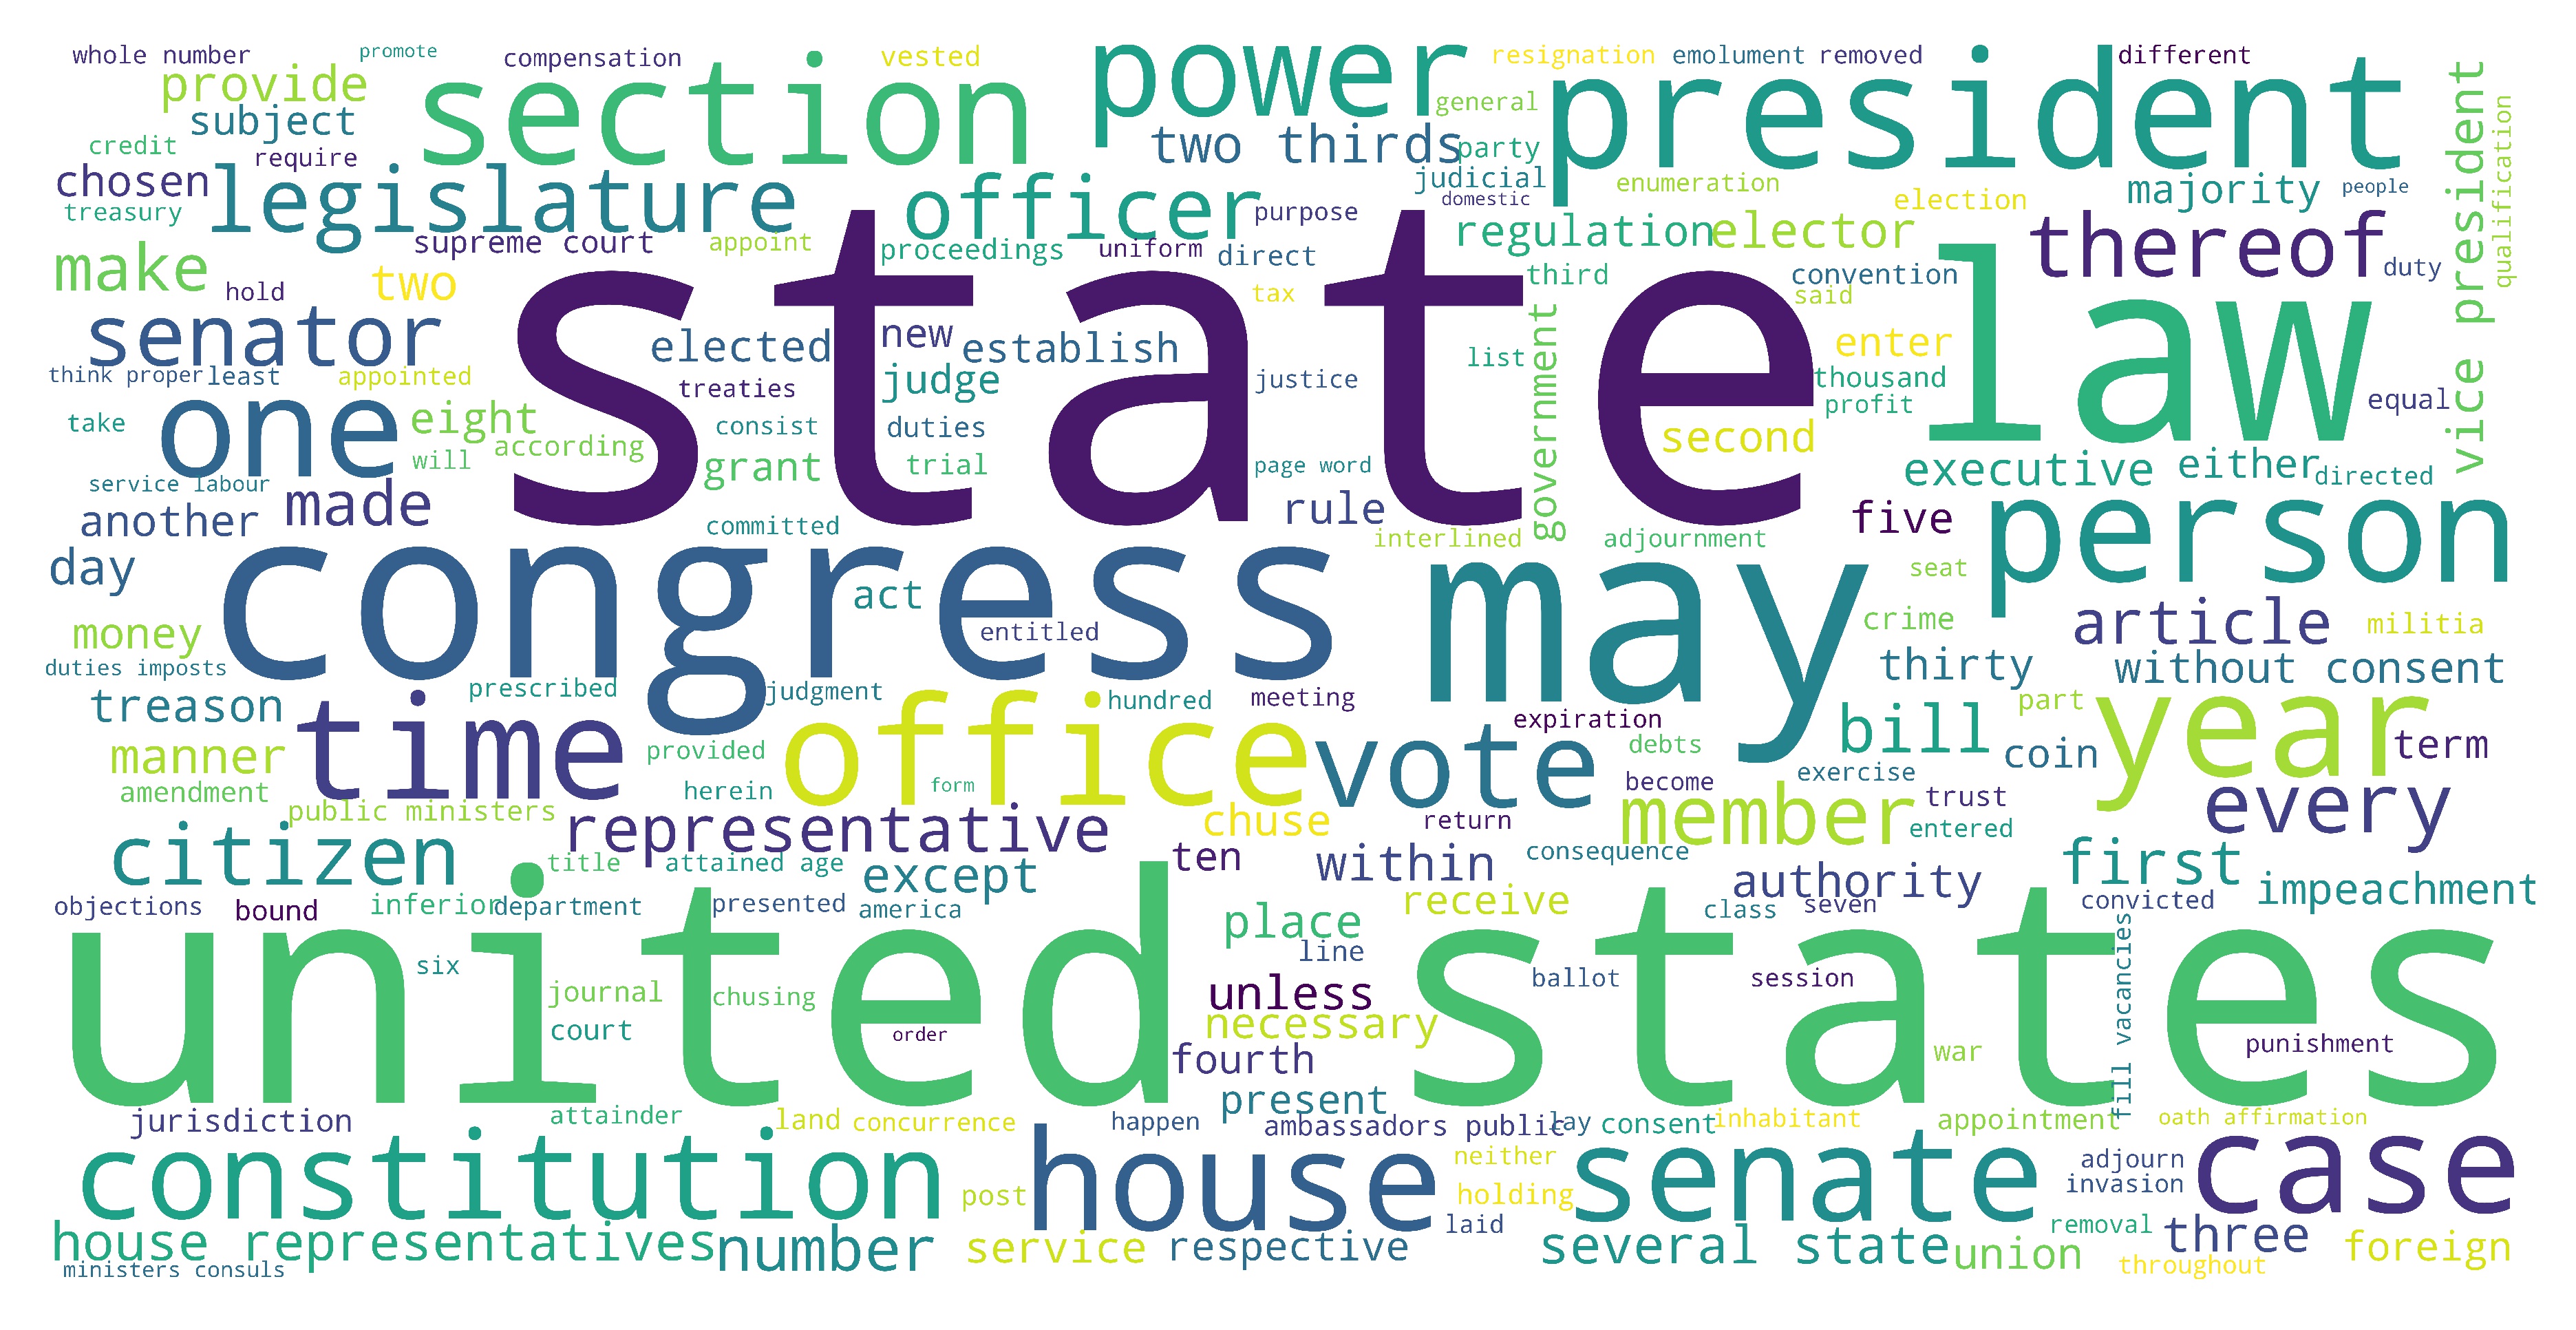 whole number
promote
compensation
vested
power
resignation
emolument
removed
president
different
provide
section
general
vice president
qualification
subject
two thirds
credit
require
party
chosen
legislature
officer
judicial
enumeration
majority
people
treasury
purpose
domestic
election
supreme court
appoint
proceedings
uniform
direct
regulation
elector
thereof
make
hold
two
state
tax
third
convention
said
duty
law
senator
elected
new
establish
government
list
enter
think proper
least
appointed
treaties
judge
justice
thousand
profit
equal
take
one
eight
according
will
consist
duties
second
grant
trial
page word
executive
either
directed
service labour
made
another
rule
five
person
committed
interlined
adjournment
day
congress
act
may
seat
money
entitled
crime
article
militia
duties imposts
thirty
without consent
treason
prescribed
judgment
hundred
meeting
time
office
vote
expiration
bill
part
year
manner
provided
debts
coin
term
amendment
herein
form
become
exercise
public ministers
representative
chuse
return
member
trust
every
entered
citizen
title
attained age
except
ten
within
consequence
first
authority
impeachment
objections
bound
inferior
department
presented
america
receive
class
seven
convicted
place
line
fill vacancies
united states
six
journal
chusing
unless
ballot
session
court
order
necessary
fourth
war
punishment
present
jurisdiction
attainder
land
concurrence
happen
ambassadors public
lay
consent
inhabitant
appointment
oath affirmation
constitution
house
neither
senate
adjourn
case
post
holding
invasion
house representatives
number
service
respective
laid
several state
union
removal
three
foreign
ministers consuls
throughout